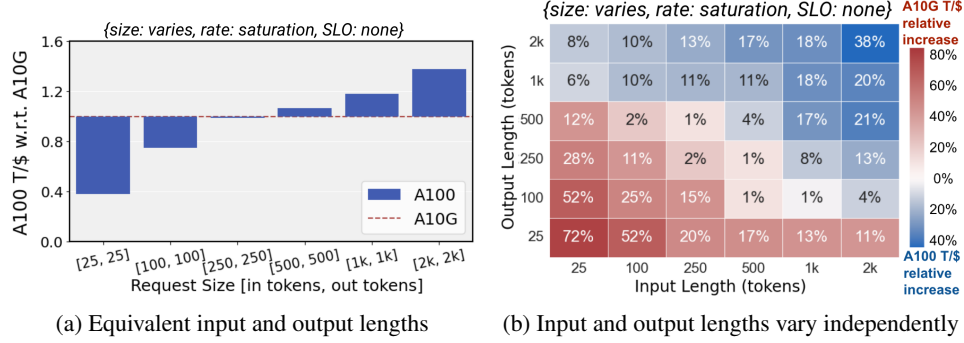 {size: varies, rate: saturation, SLO: none}
A100 T/$ w.r.t. A10G
1.6
1.2
0.8
0.4
0.0
A100
A10G
[25, 25]
[100, 100]
[250, 250]
[500, 500]
[1k, 1k]
[2k, 2k]
Request Size [in tokens, out tokens]
(a) Equivalent input and output lengths
{size: varies, rate: saturation, SLO: none}
Output Length (tokens)
2k 8% 10% 13% 17% 18% 38%
1k 6% 10% 11% 11% 18% 20%
500 12% 2% 1% 4% 17% 21%
250 28% 11% 2% 1% 8% 13%
100 52% 25% 15% 1% 1% 4%
25 72% 52% 20% 17% 13% 11%
25 100 250 500 1k 2k
Input Length (tokens)
A10G T/$
relative
increase
80%
60%
40%
20%
0%
20%
40%
A100 T/$
relative
increase
(b) Input and output lengths vary independently